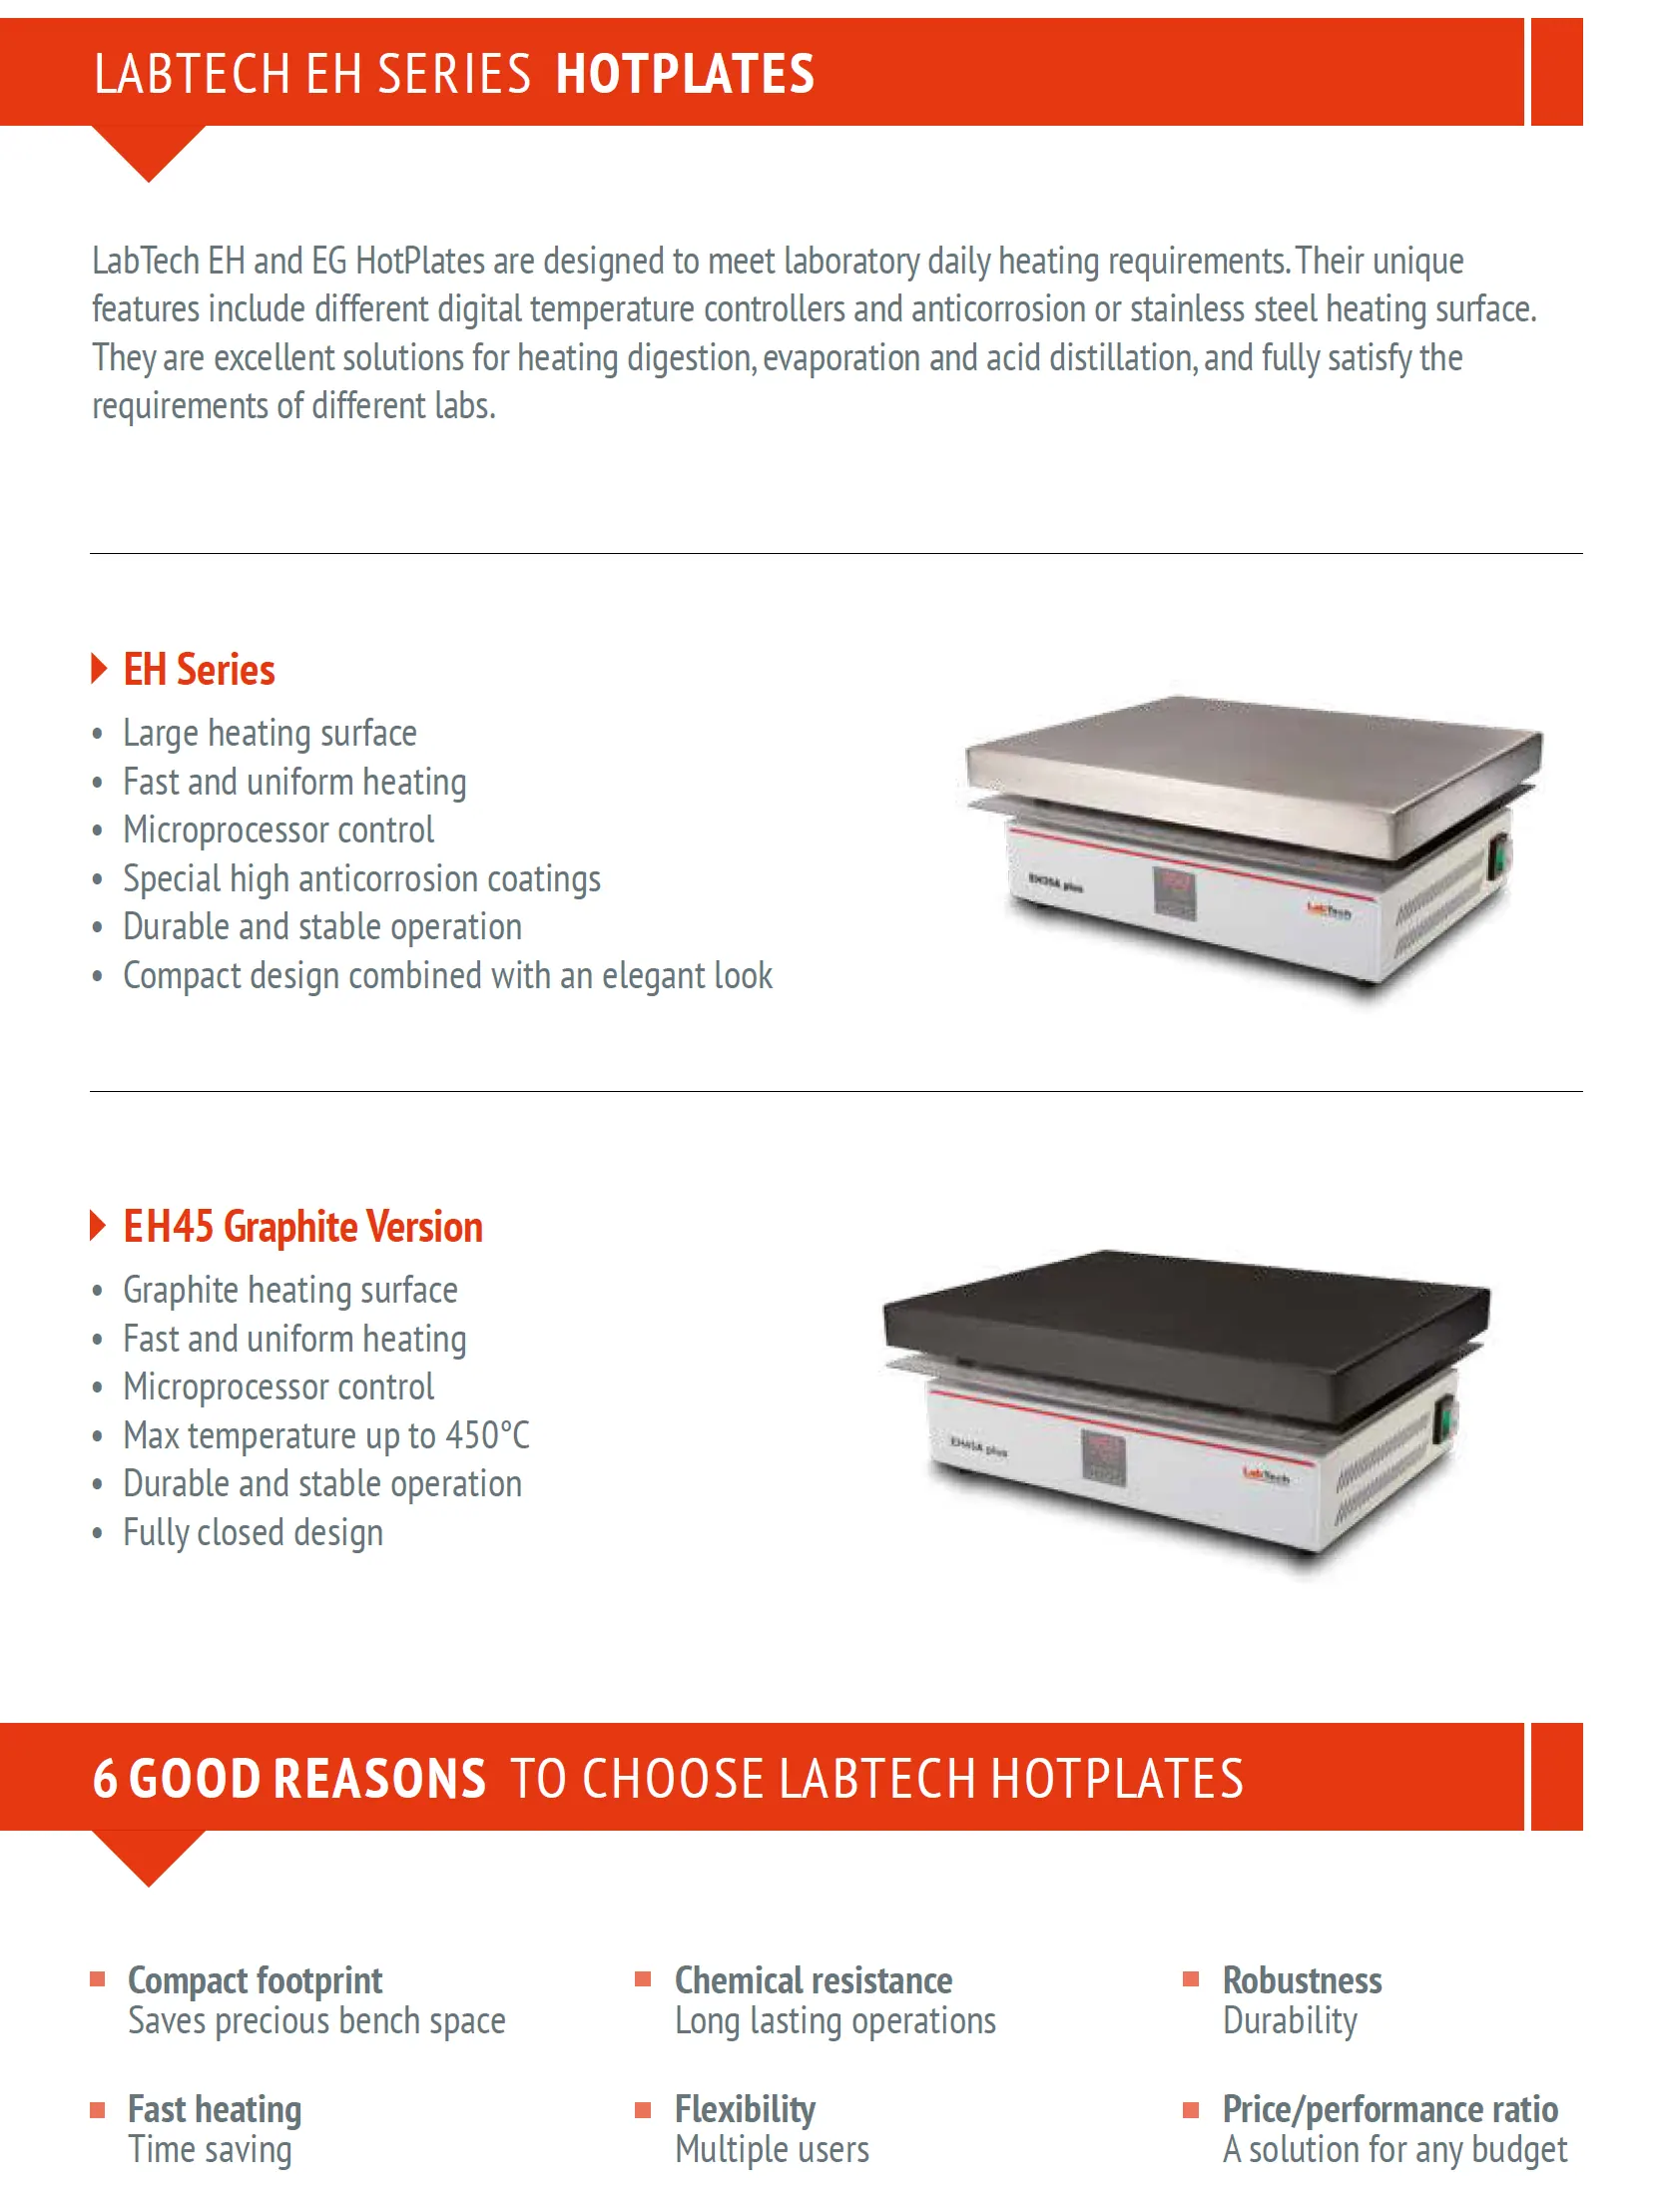 LABTECH EH SERIES HOTPLATES
LabTech EH and EG HotPlates are designed to meet laboratory daily heating requirements. Their unique
features include different digital temperature controllers and anticorrosion or stainless steel heating surface.
They are excellent solutions for heating digestion, evaporation and acid distillation, and fully satisfy the
requirements of different labs.
EH Series
• Large heating surface
• Fast and uniform heating
• Microprocessor control
• Special high anticorrosion coatings
• Durable and stable operation
• Compact design combined with an elegant look
plus
LabTech
EH45 Graphite Version
• Graphite heating surface
• Fast and uniform heating
• Microprocessor control
• Max temperature up to 450°C
• Durable and stable operation
• Fully closed design
EH45A plus
LabTech
6 GOOD REASONS TO CHOOSE LABTECH HOTPLATES
Compact footprint
Saves precious bench space
Chemical resistance
Long lasting operations
Robustness
Durability
Fast heating
Time saving
Flexibility
Multiple users
Price/performance ratio
A solution for any budget